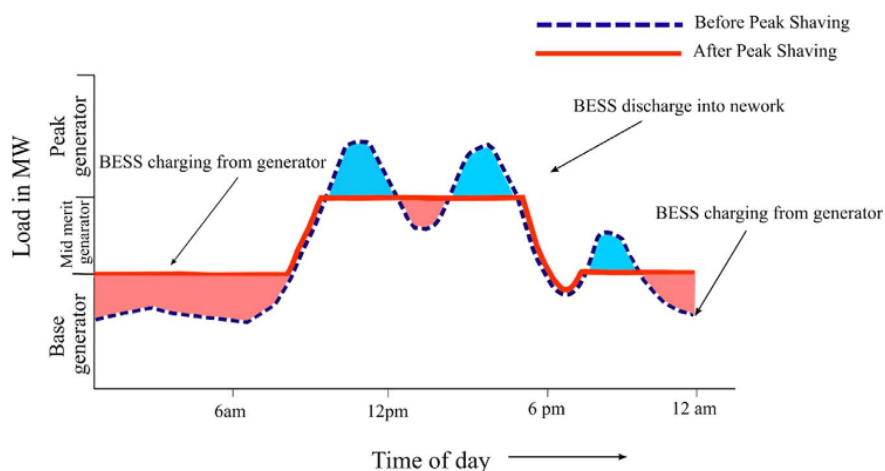 Before Peak Shaving
After Peak Shaving
BESS discharge into nework
BESS charging from generator
BESS charging from generator
Load in MW
Peak
generator
Mid merit
genarator
Base
generator
6am
12pm
6 pm
12 am
Time of day